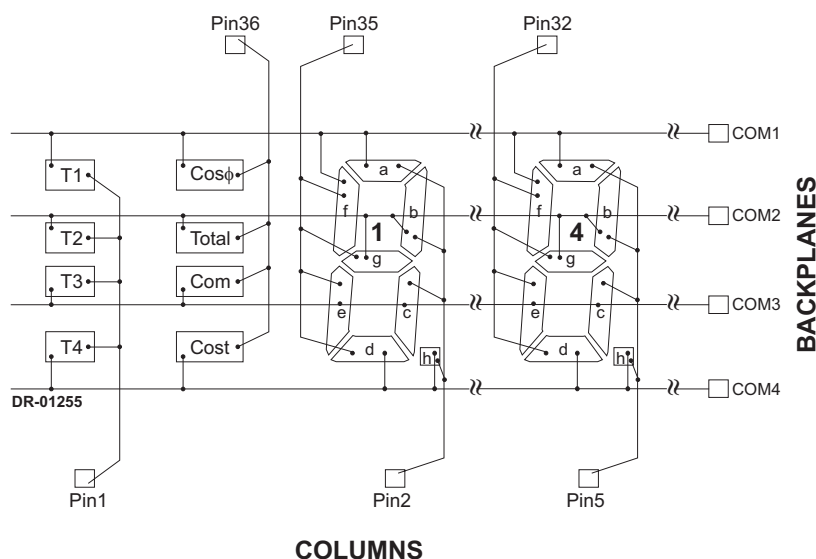 Pin36 Pin35 Pin32
COM1
T1 Cosϕ a a
f b f b
T2 Total 1 4 COM2
g g
T3 Com
e c e c COM3
T4 Cost d h d h
COM4
DR-01255
BACKPLANES
Pin1 Pin2 Pin5
COLUMNS